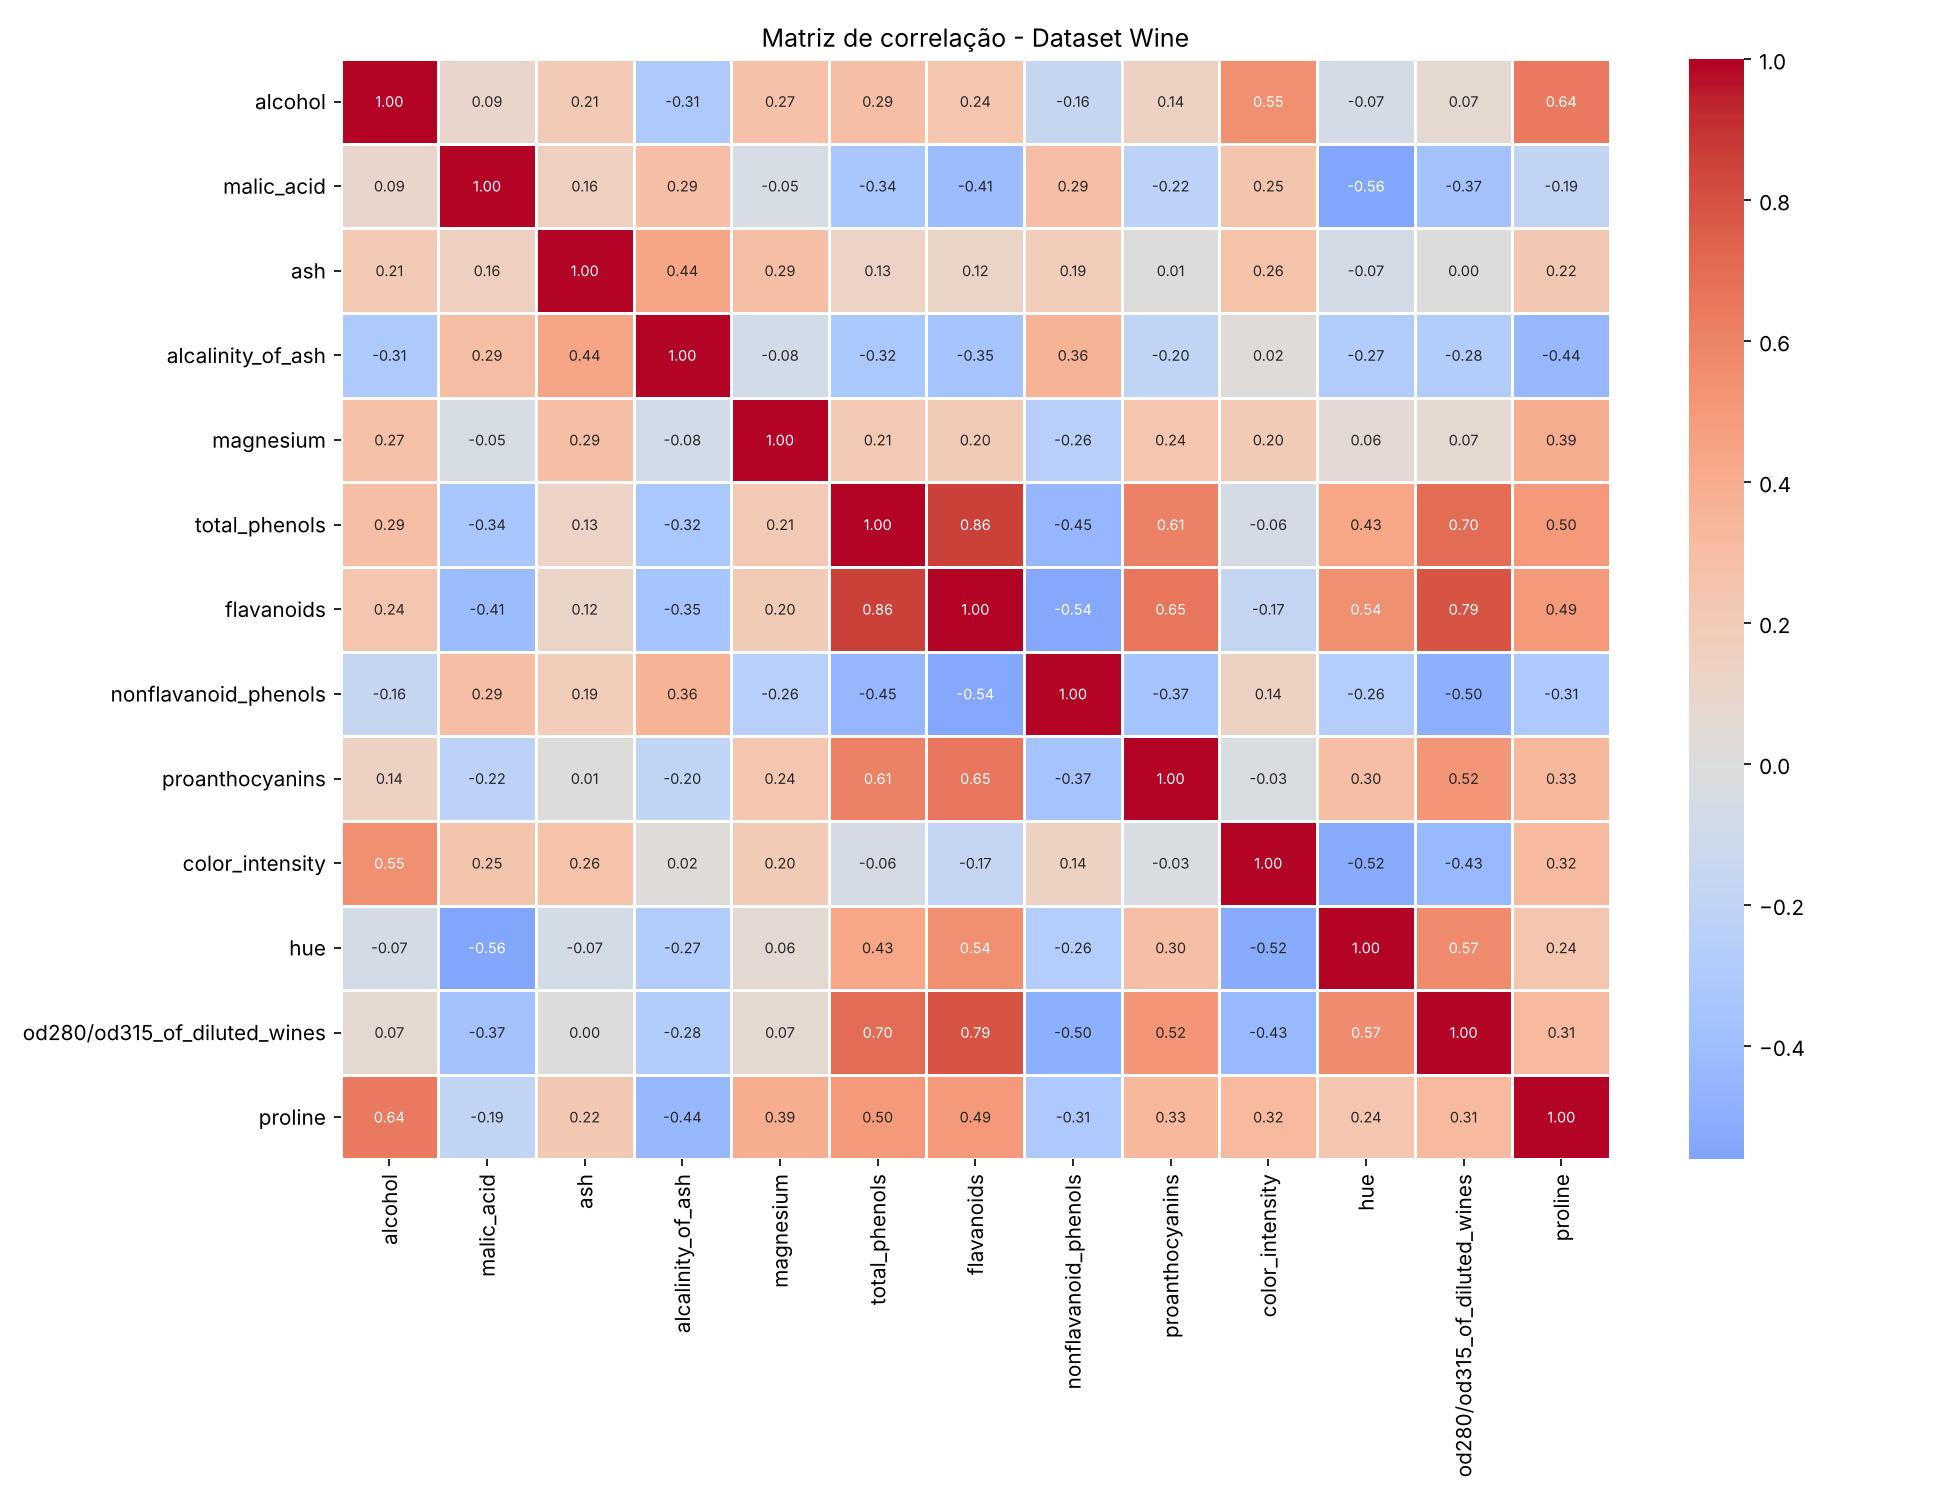 Matriz de correlação - Dataset Wine
alcohol 1.00 0.09 0.21 -0.31 0.27 0.29 0.24 -0.16 0.14 0.55 -0.07 0.07 0.64
malic_acid 0.09 1.00 0.16 0.29 -0.05 -0.34 -0.41 0.29 -0.22 0.25 -0.56 -0.37 -0.19
ash 0.21 0.16 1.00 0.44 0.29 0.13 0.12 0.19 0.01 0.26 -0.07 0.00 0.22
alcalinity_of_ash -0.31 0.29 0.44 1.00 -0.08 -0.32 -0.35 0.36 -0.20 0.02 -0.27 -0.28 -0.44
magnesium 0.27 -0.05 0.29 -0.08 1.00 0.21 0.20 -0.26 0.24 0.20 0.06 0.07 0.39
total_phenols 0.29 -0.34 0.13 -0.32 0.21 1.00 0.86 -0.45 0.61 -0.06 0.43 0.70 0.50
flavanoids 0.24 -0.41 0.12 -0.35 0.20 0.86 1.00 -0.54 0.65 -0.17 0.54 0.79 0.49
nonflavanoid_phenols -0.16 0.29 0.19 0.36 -0.26 -0.45 -0.54 1.00 -0.37 0.14 -0.26 -0.50 -0.31
proanthocyanins 0.14 -0.22 0.01 -0.20 0.24 0.61 0.65 -0.37 1.00 -0.03 0.30 0.52 0.33
color_intensity 0.55 0.25 0.26 0.02 0.20 -0.06 -0.17 0.14 -0.03 1.00 -0.52 -0.43 0.32
hue -0.07 -0.56 -0.07 -0.27 0.06 0.43 0.54 -0.26 0.30 -0.52 1.00 0.57 0.24
od280/od315_of_diluted_wines 0.07 -0.37 0.00 -0.28 0.07 0.70 0.79 -0.50 0.52 -0.43 0.57 1.00 0.31
proline 0.64 -0.19 0.22 -0.44 0.39 0.50 0.49 -0.31 0.33 0.32 0.24 0.31 1.00
alcohol
malic_acid
ash
alcalinity_of_ash
magnesium
total_phenols
flavanoids
nonflavanoid_phenols
proanthocyanins
color_intensity
hue
od280/od315_of_diluted_wines
proline
1.0
0.8
0.6
0.4
0.2
0.0
−0.2
−0.4